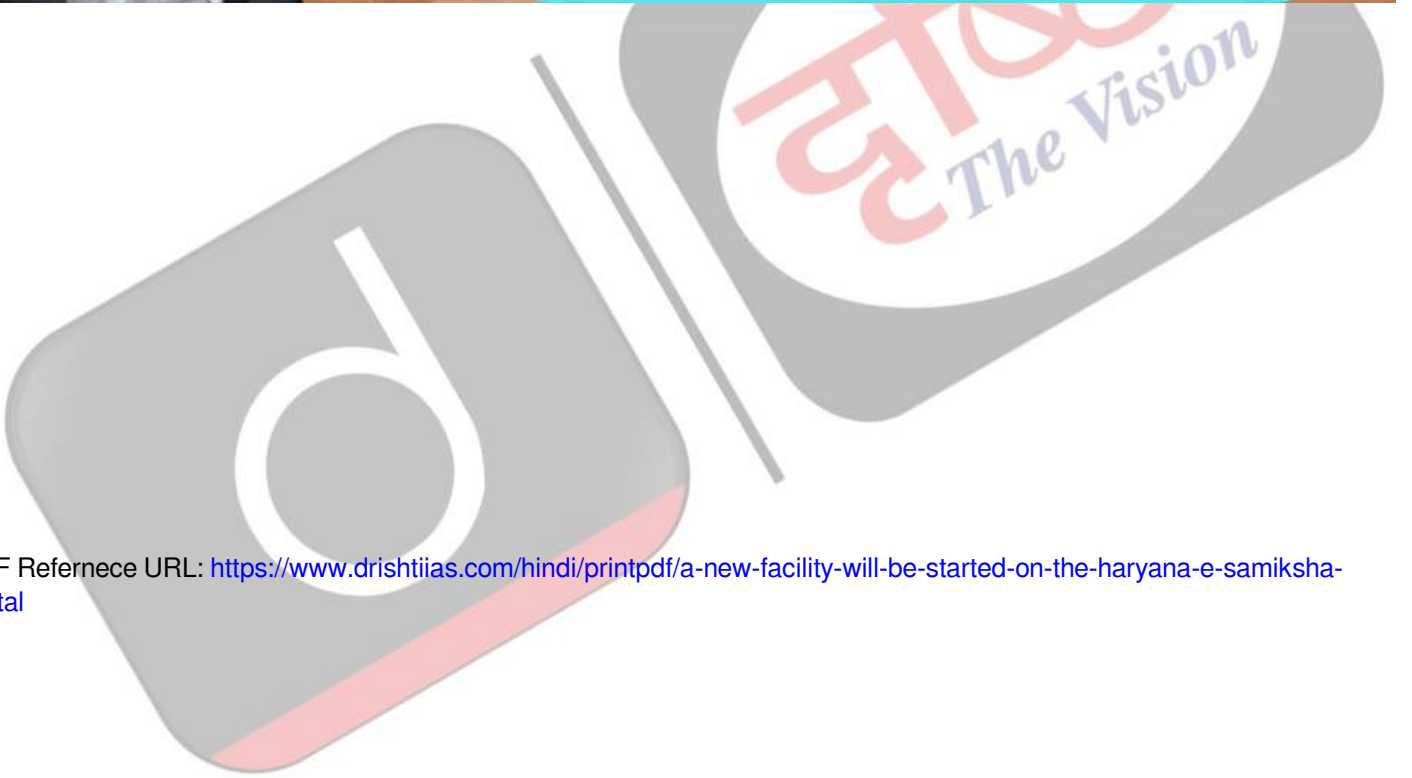 The Vision
d
F Refernece URL: https://www.drishtiias.com/hindi/printpdf/a-new-facility-will-be-started-on-the-haryana-e-samiksha-
tal